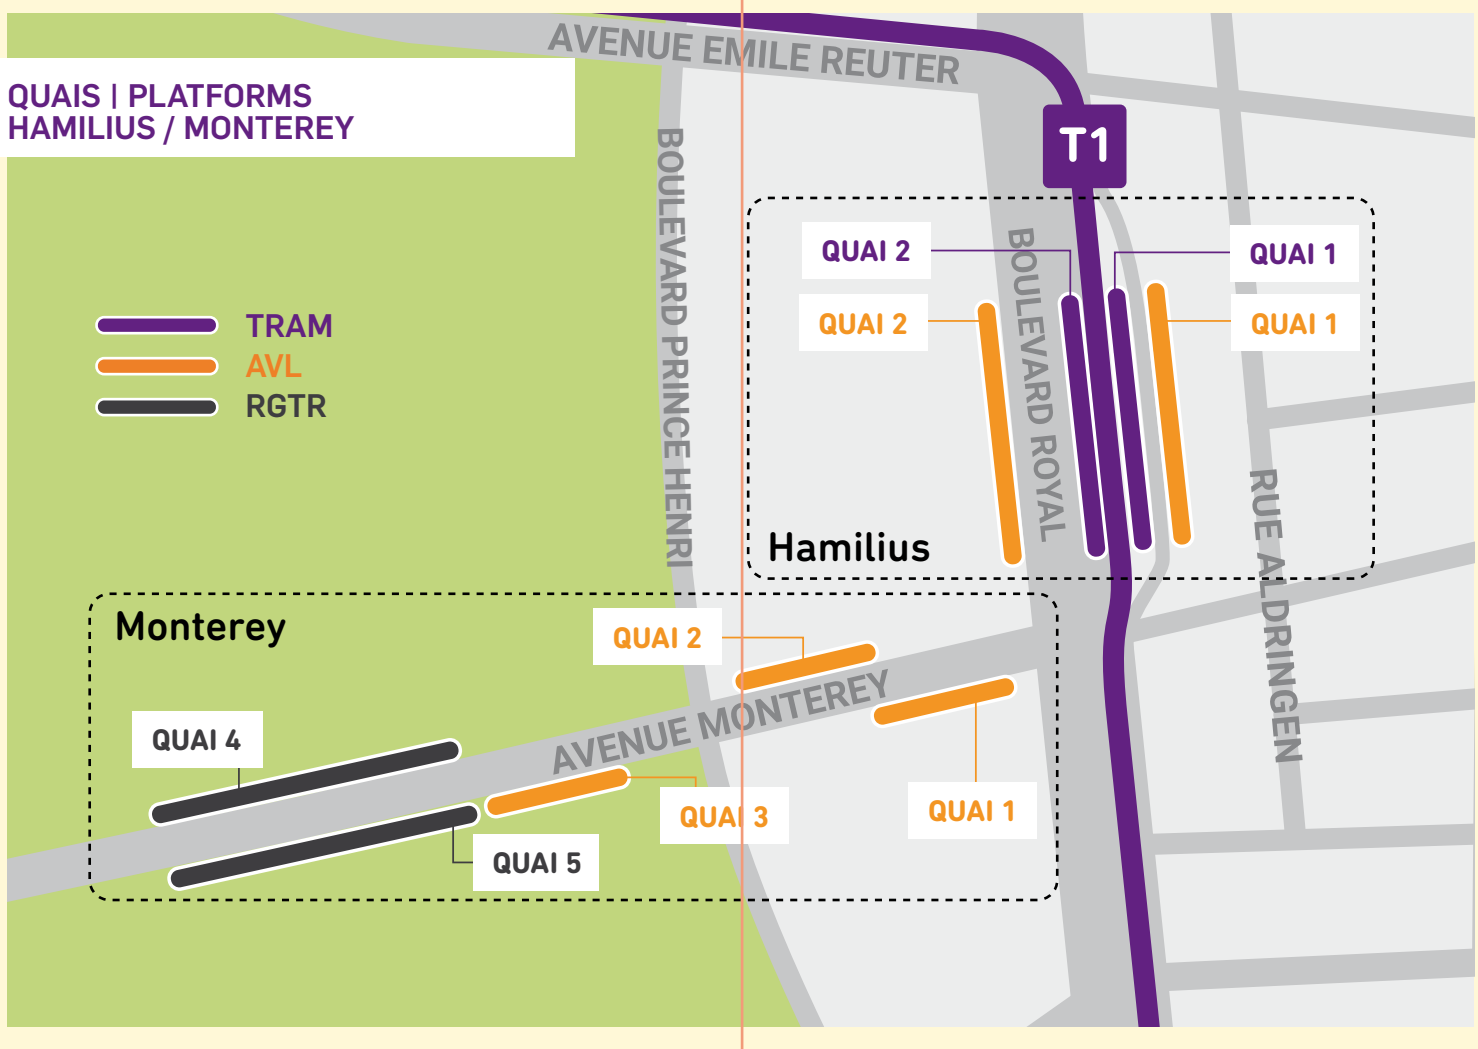 AVENUE EMILE REUTER
QUAIS | PLATFORMS
HAMILIUS / MONTEREY
T1
BOULEVARD PRINCE HENRI
QUAI 2
QUAI 1
BOULEVARD ROYAL
QUAI 2
QUAI 1
TRAM
AVL
RGTR
RUE ALDRINGEN
Hamilius
Monterey
QUAI 2
AVENUE MONTEREY
QUAI 4
QUAI 3
QUAI 1
QUAI 5